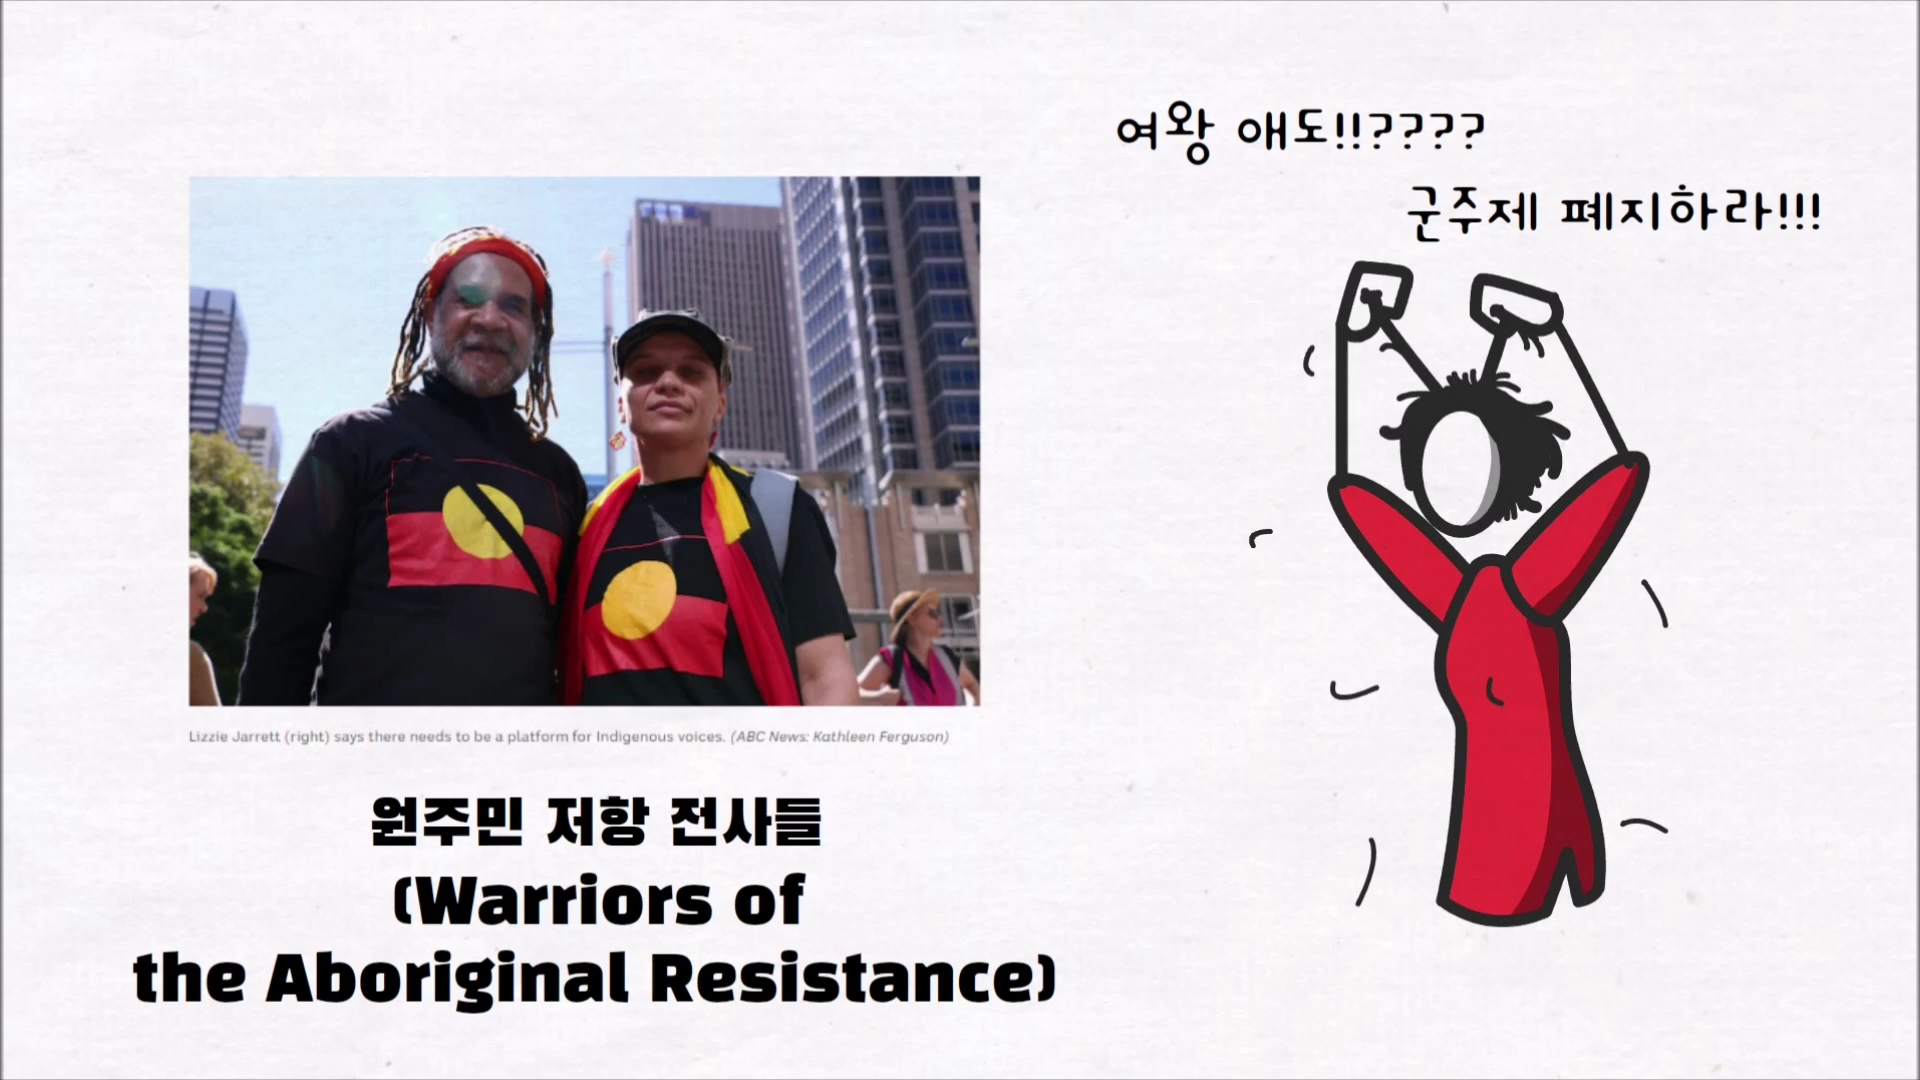 여왕 애도!!????
군주제 폐지하라!!!
Lizzie Jarrett (right) says there needs to be a platform for Indigenous voices. (ABC News: Kathleen Ferguson)
원주민 저항 전사들
(Warriors of
the Aboriginal Resistance)